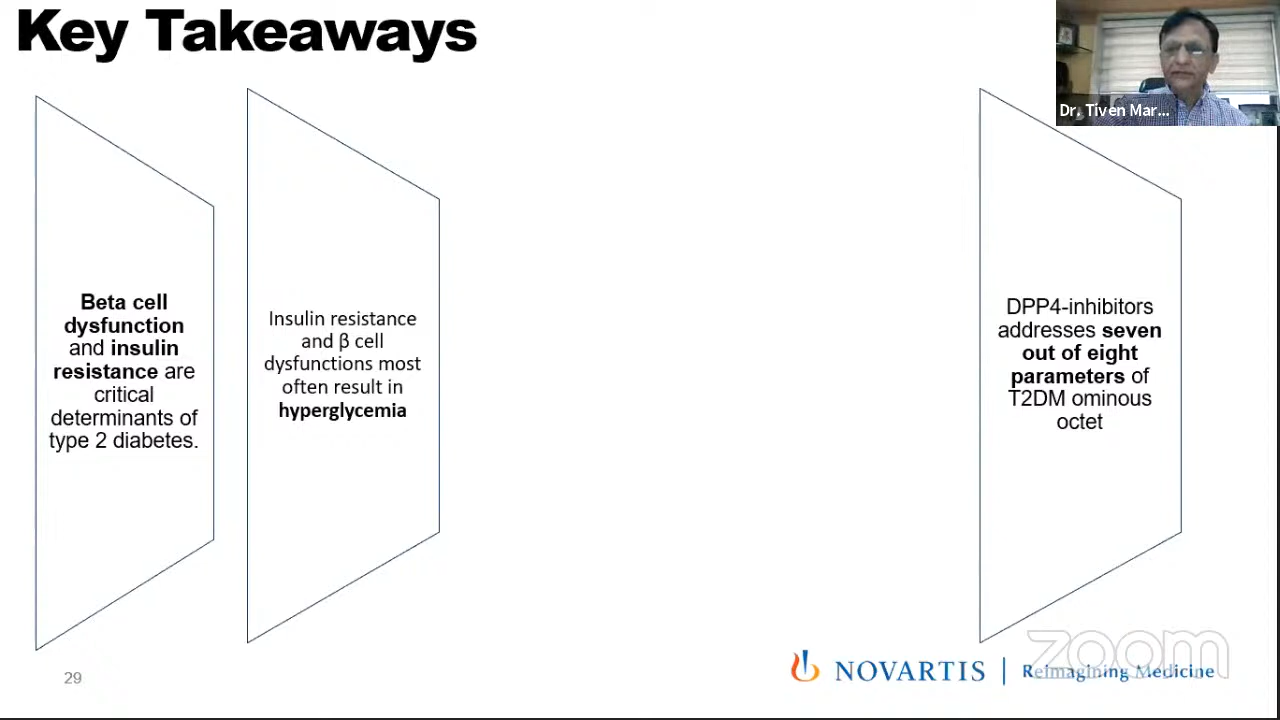 Key Takeaways
Dr. Tiven Mar...
Beta cell
dysfunction
and insulin
resistance are
critical
determinants of
type 2 diabetes.
Insulin resistance
and β cell
dysfunctions most
often result in
hyperglycemia
DPP4-inhibitors
addresses seven
out of eight
parameters of
T2DM ominous
octet
29
NOVARTIS | Reimagining Medicine
zoom